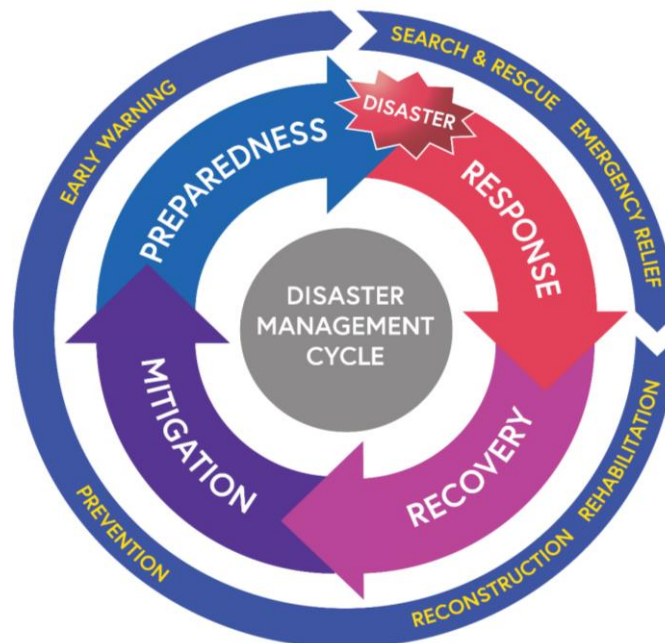 SEARCH & RESCUE
EMERGENCY RELIEF
EARLY WARNING
DISASTER
PREPAREDNESS
RESPONSE
DISASTER
MANAGEMENT
CYCLE
MITIGATION
RECOVERY
REHABILITATION
RECONSTRUCTION
PREVENTION